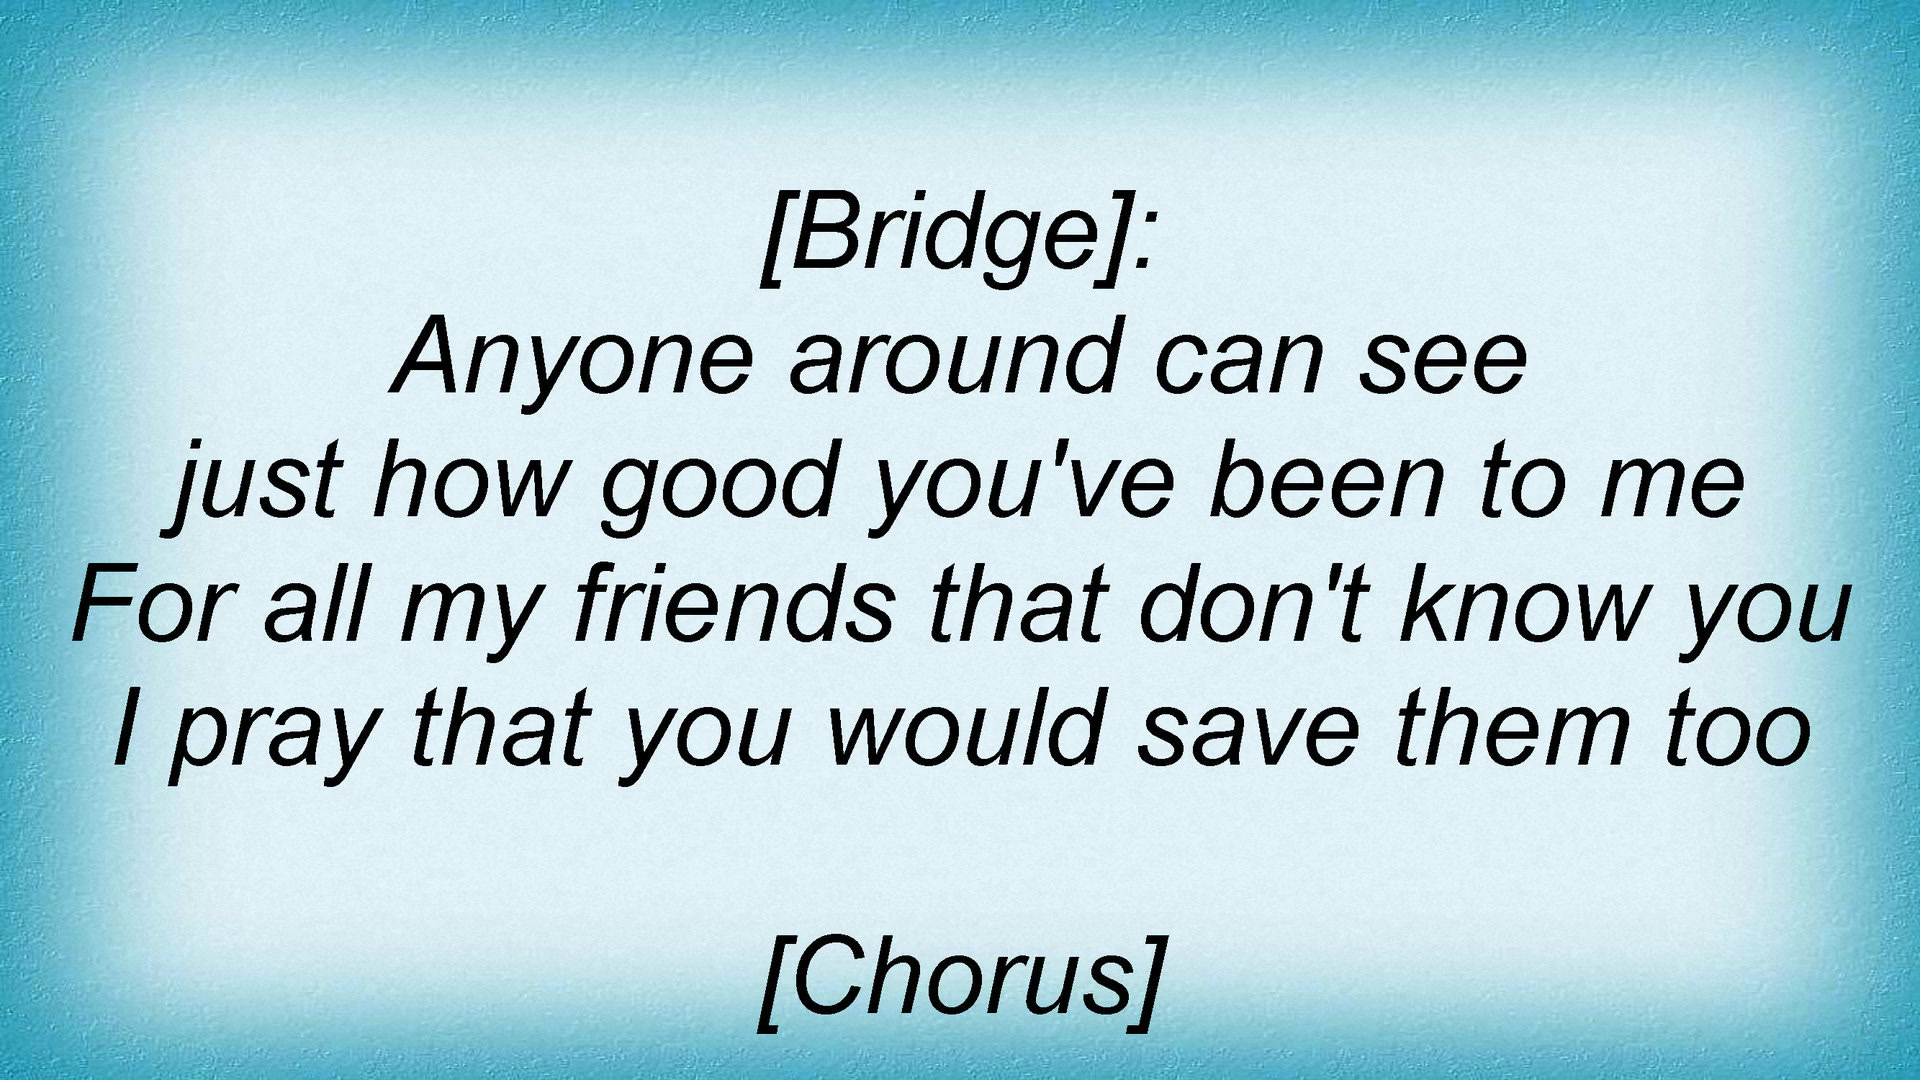 [Bridge]:
Anyone around can see
just how good you've been to me
For all my friends that don't know you
I pray that you would save them too
[Chorus]